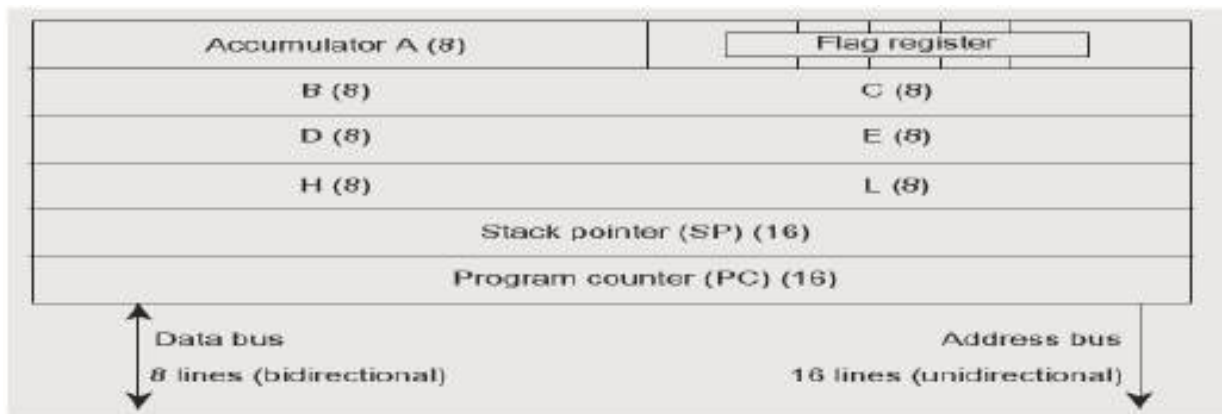 Accumulator A (8) Flag register
B (8) C (8)
D (8) E (8)
H (8) L (8)
Stack pointer (SP) (16)
Program counter (PC) (16)
Data bus Address bus
8 lines (bidirectional) 16 lines (unidirectional)